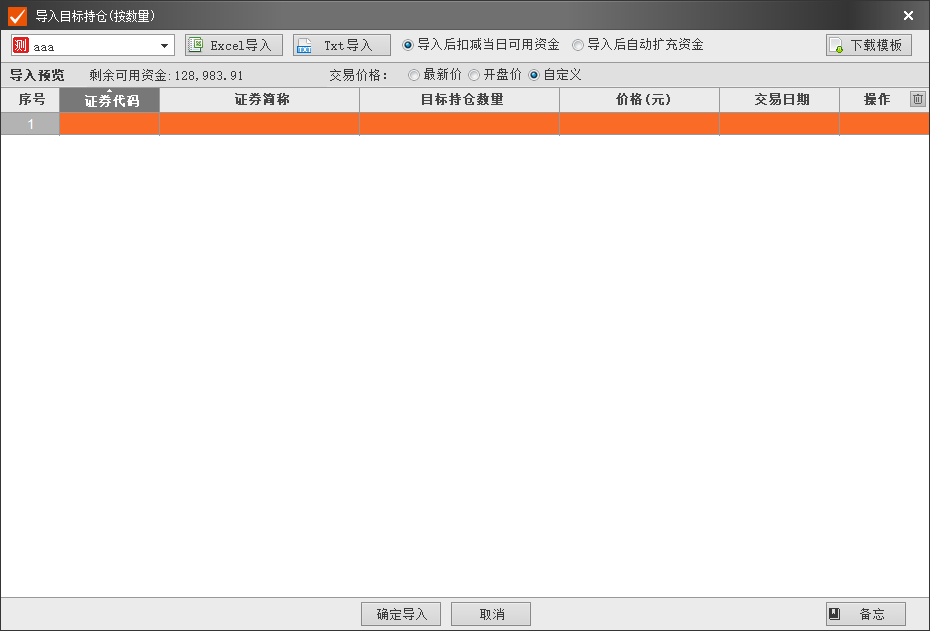 导入目标持仓(按数量)
测 aaa Excel导入 TXT Txt导入 导入后扣减当日可用资金 导入后自动扩充资金 下载模板
导入预览 剩余可用资金:128,983.91 交易价格: 最新价 开盘价 自定义
序号 证券代码 证券简称 目标持仓数量 价格(元) 交易日期 操作
1
确定导入 取消 备忘